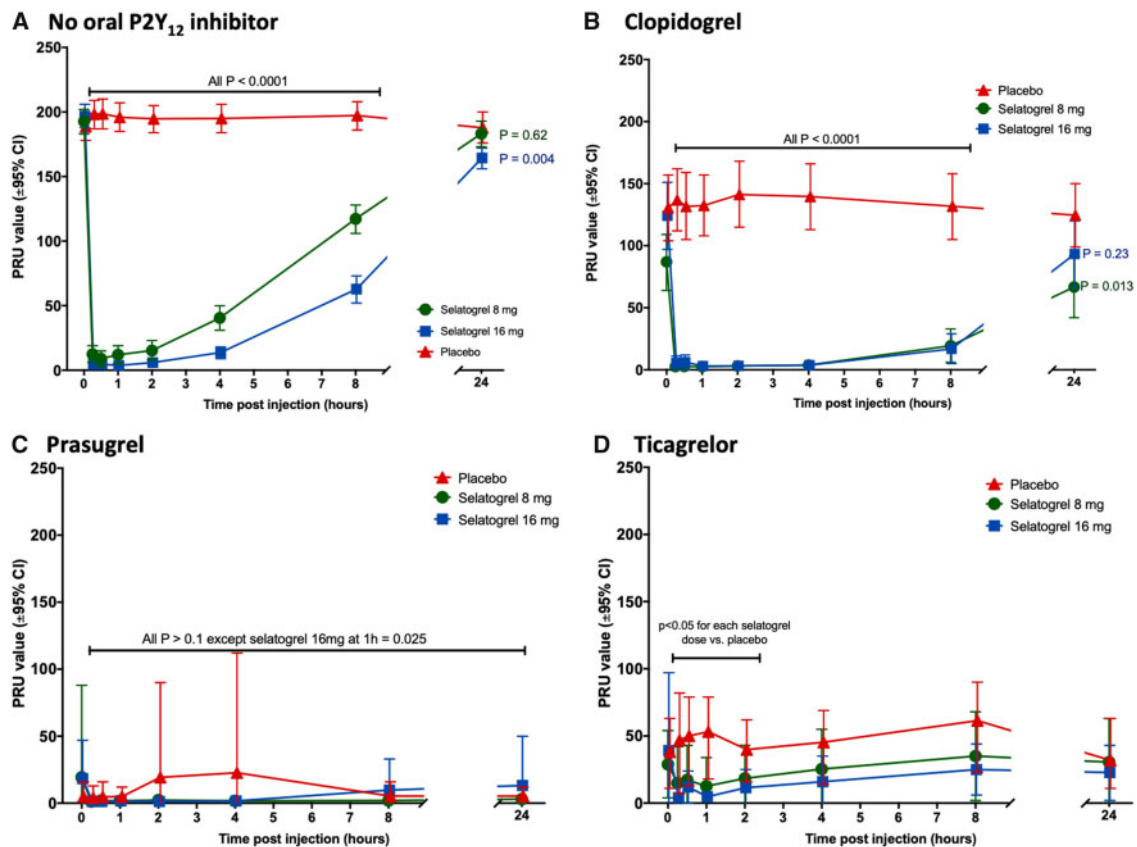 A No oral P2Y12 inhibitor
250
200
150
100
50
0
PRU value (±95% CI)
All P < 0.0001
P = 0.62
P = 0.004
Selatogrel 8 mg
Selatogrel 16 mg
Placebo
0 1 2 3 4 5 6 7 8 24
Time post injection (hours)
B Clopidogrel
250
200
150
100
50
0
PRU value (±95% CI)
Placebo
Selatogrel 8 mg
Selatogrel 16 mg
All P < 0.0001
P = 0.23
P = 0.013
0 1 2 3 4 5 6 7 8 24
Time post injection (hours)
C Prasugrel
250
200
150
100
50
0
PRU value (±95% CI)
Placebo
Selatogrel 8 mg
Selatogrel 16 mg
All P > 0.1 except selatogrel 16mg at 1h = 0.025
0 1 2 3 4 5 6 7 8 24
Time post injection (hours)
D Ticagrelor
250
200
150
100
50
0
PRU value (±95% CI)
Placebo
Selatogrel 8 mg
Selatogrel 16 mg
p<0.05 for each selatogrel
dose vs. placebo
0 1 2 3 4 5 6 7 8 24
Time post injection (hours)